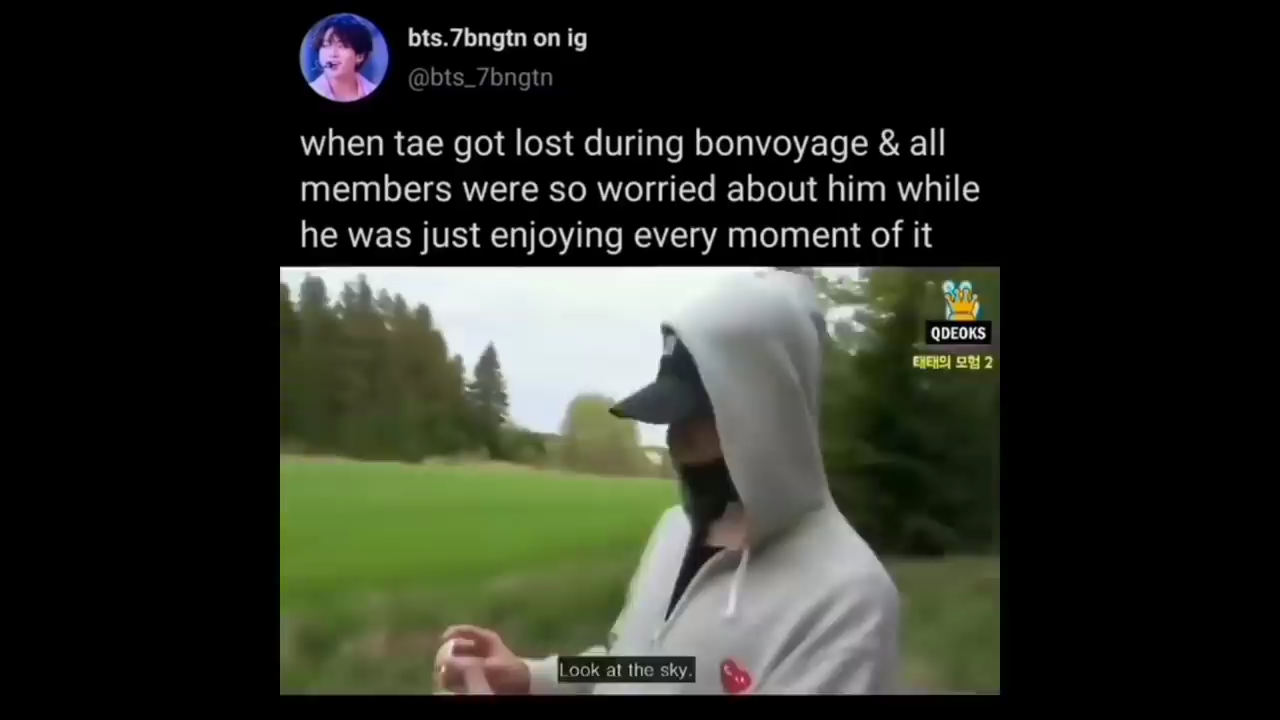 bts.7bngtn on ig
@bts_7bngtn
when tae got lost during bonvoyage & all
members were so worried about him while
he was just enjoying every moment of it
QDEOKS
태태의 모험 2
Look at the sky.